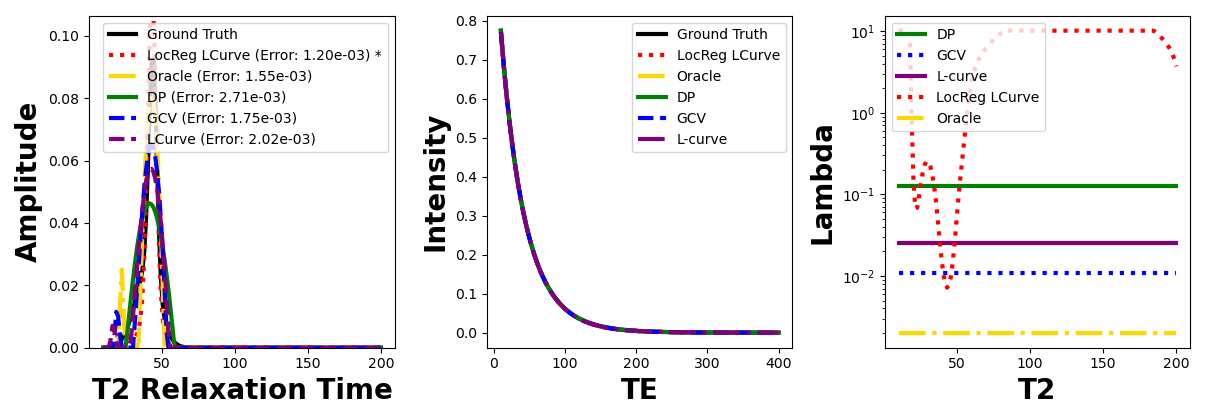 Amplitude
0.10
0.08
0.06
0.04
0.02
0.00
Ground Truth
LocReg LCurve (Error: 1.20e-03) *
Oracle (Error: 1.55e-03)
DP (Error: 2.71e-03)
GCV (Error: 1.75e-03)
LCurve (Error: 2.02e-03)
50 100 150 200
T2 Relaxation Time
Intensity
0.8
0.7
0.6
0.5
0.4
0.3
0.2
0.1
0.0
Ground Truth
LocReg LCurve
Oracle
DP
GCV
L-curve
0 100 200 300 400
TE
Lambda
10¹
10⁰
10⁻¹
10⁻²
DP
GCV
L-curve
LocReg LCurve
Oracle
50 100 150 200
T2